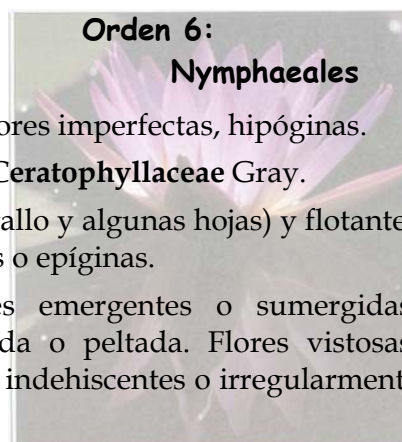 Orden 6:
Nymphaeales
ores imperfectas, hipóginas.
Ceratophyllaceae Gray.
allo y algunas hojas) y flotante
s o epíginas.
es emergentes o sumergidas
da o peltada. Flores vistosas
indehiscentes o irregularment